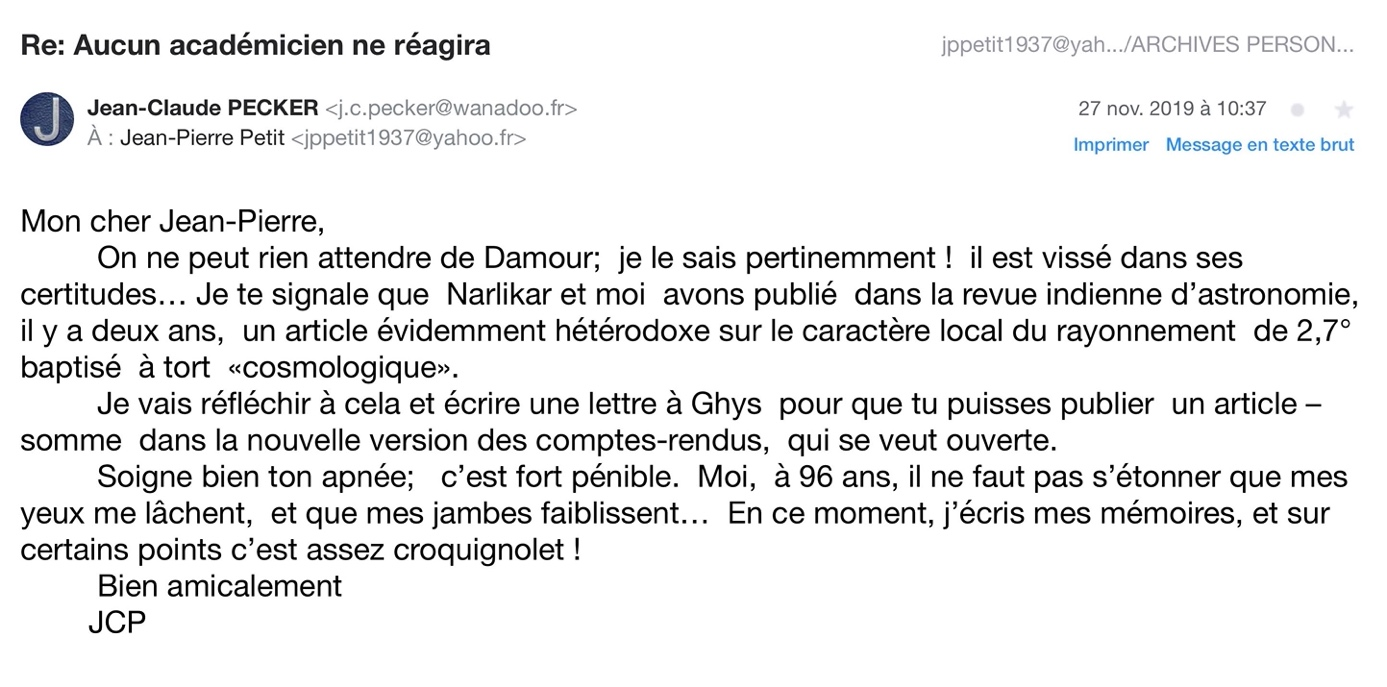 Re: Aucun académicien ne réagira
jppetit1937@yah.../ARCHIVES PERSON...
J
Jean-Claude PECKER <j.c.pecker@wanadoo.fr>
27 nov. 2019 à 10:37
À : Jean-Pierre Petit <jppetit1937@yahoo.fr>
Imprimer Message en texte brut
Mon cher Jean-Pierre,
On ne peut rien attendre de Damour; je le sais pertinemment ! il est vissé dans ses
certitudes… Je te signale que Narlikar et moi avons publié dans la revue indienne d’astronomie,
il y a deux ans, un article évidemment hétérodoxe sur le caractère local du rayonnement de 2,7°
baptisé à tort «cosmologique».
Je vais réfléchir à cela et écrire une lettre à Ghys pour que tu puisses publier un article –
somme dans la nouvelle version des comptes-rendus, qui se veut ouverte.
Soigne bien ton apnée; c’est fort pénible. Moi, à 96 ans, il ne faut pas s’étonner que mes
yeux me lâchent, et que mes jambes faiblissent… En ce moment, j’écris mes mémoires, et sur
certains points c’est assez croquignolet !
Bien amicalement
JCP